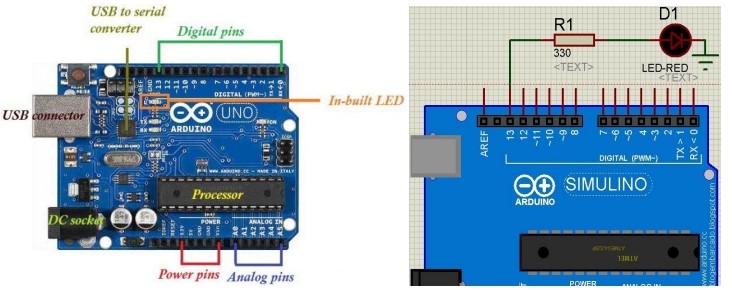 USB to serial
converter
Digital pins
USB connector
In-built LED
DIGITAL (PWM~)
UNO
ARDUINO
Processor
DC socket
POWER
ANALOG IN
Power pins
Analog pins
R1
330
<TEXT>
D1
LED-RED
<TEXT>
AREF
13
12
~11
~10
~9
8
7
~6
~5
4
~3
2
TX > 1
RX < 0
DIGITAL (PWM~)
SIMULINO
ARDUINO
ATMEL
POWER
ANALOG IN
www.arduino.cc
blogembarcado.blogspot.com